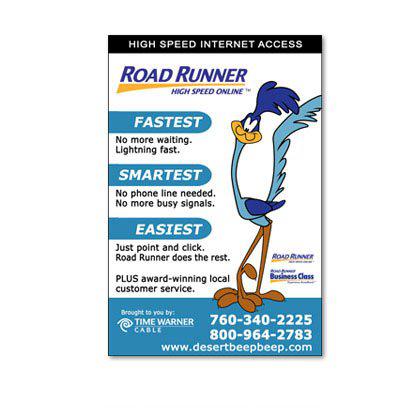 HIGH SPEED INTERNET ACCESS
ROAD RUNNER
HIGH SPEED ONLINE™
FASTEST
No more waiting.
Lightning fast.
SMARTEST
No phone line needed.
No more busy signals.
EASIEST
Just point and click.
Road Runner does the rest.
PLUS award-winning local
customer service.
ROAD RUNNER
HIGH SPEED ONLINE™
ROAD RUNNER
Business Class
Brought to you by:
TIME WARNER
CABLE
760-340-2225
800-964-2783
www.desertbeepbeep.com